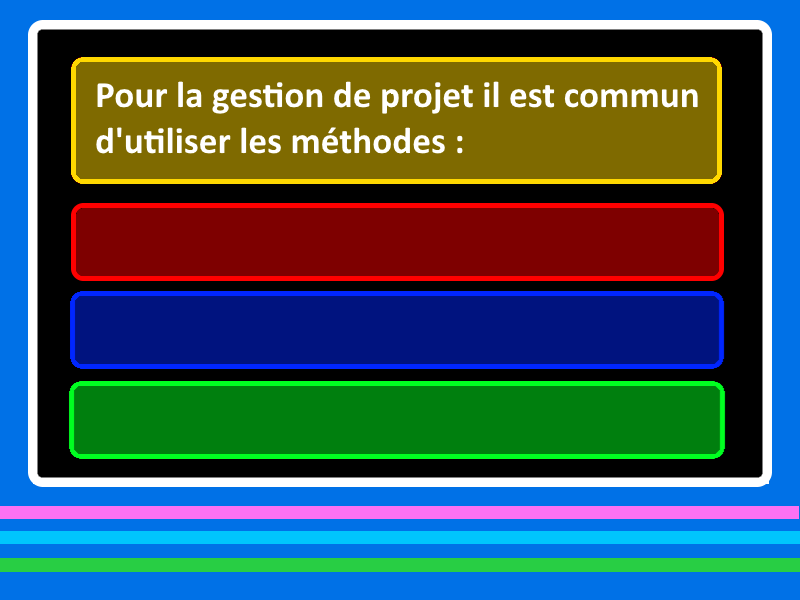 Pour la gestion de projet il est commun
d'utiliser les méthodes :